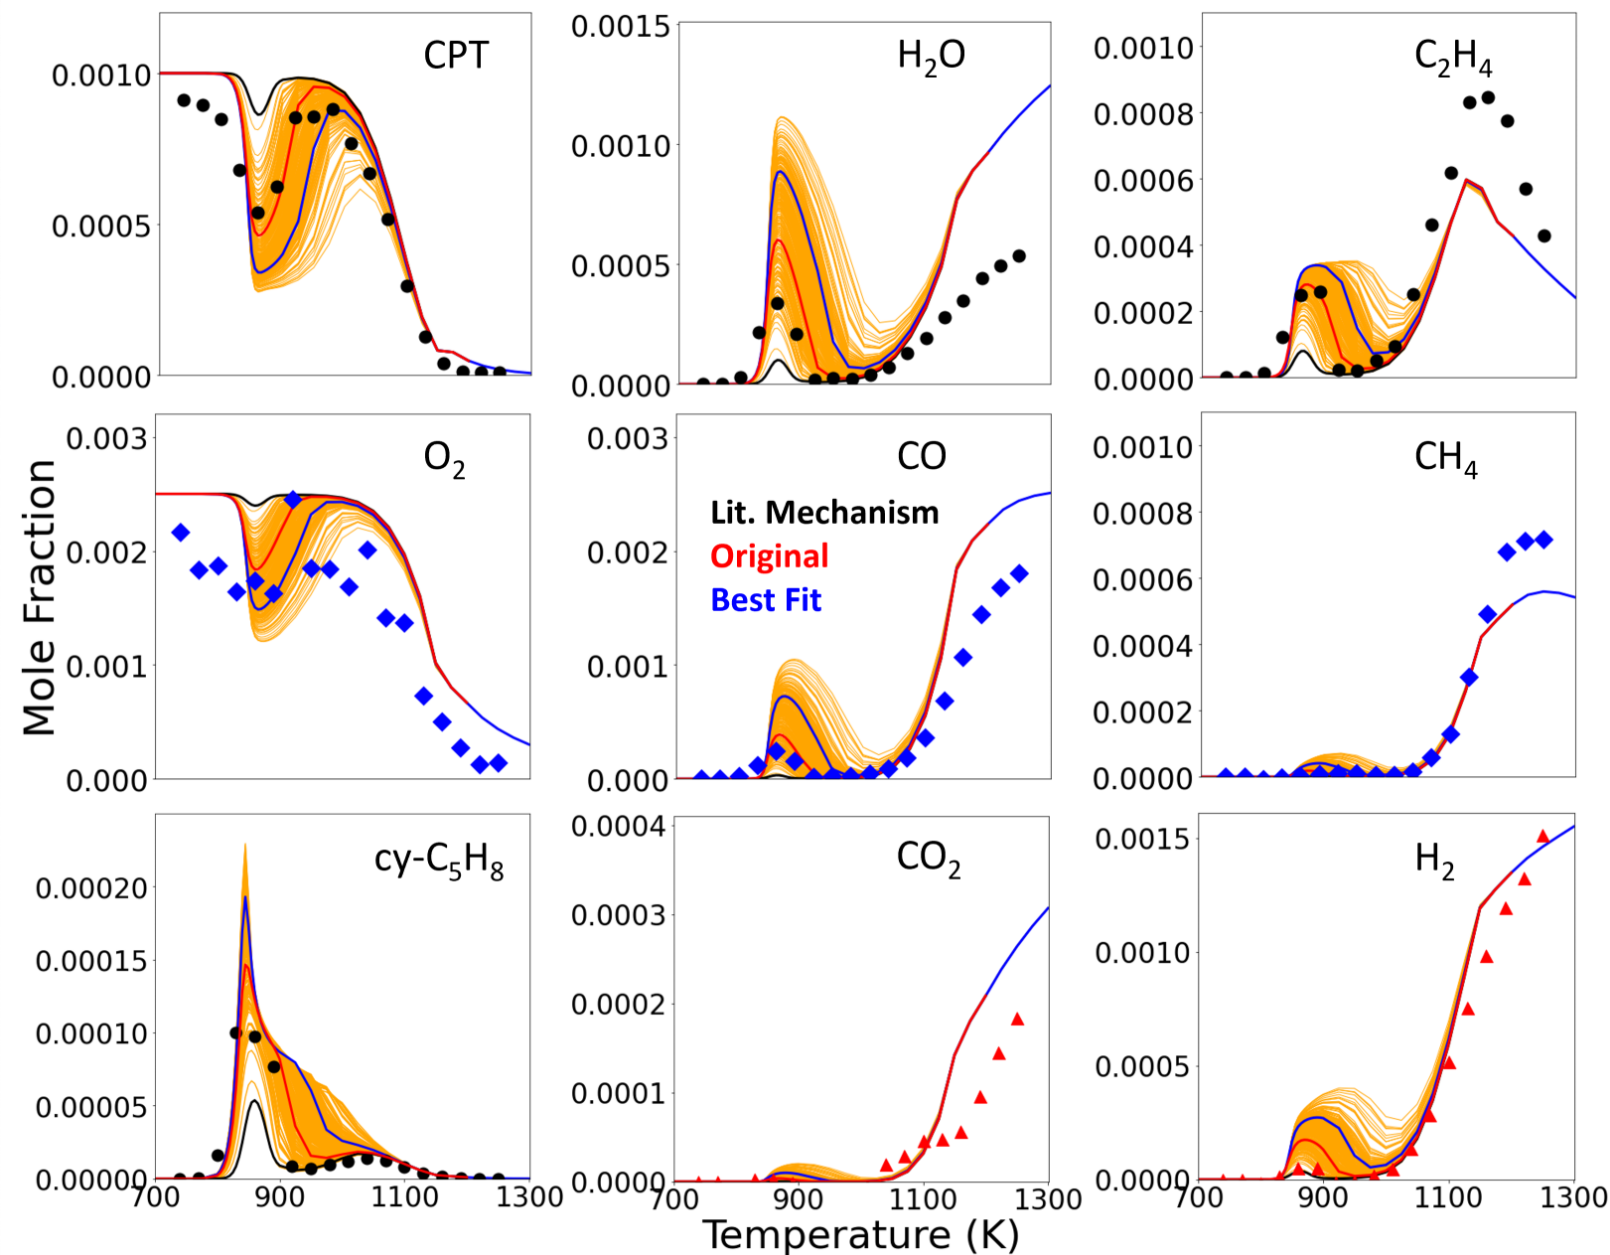 CPT
0.0010
0.0005
0.0000
H2O
0.0015
0.0010
0.0005
0.0000
C2H4
0.0010
0.0008
0.0006
0.0004
0.0002
0.0000
Mole Fraction
O2
0.003
0.002
0.001
0.000
CO
0.003
0.002
0.001
0.000
Lit. Mechanism
Original
Best Fit
CH4
0.0010
0.0008
0.0006
0.0004
0.0002
0.0000
cy-C5H8
0.00020
0.00015
0.00010
0.00005
0.00000
700 900 1100 1300
CO2
0.0004
0.0003
0.0002
0.0001
0.0000
700 900 1100 1300
H2
0.0015
0.0010
0.0005
0.0000
700 900 1100 1300
Temperature (K)